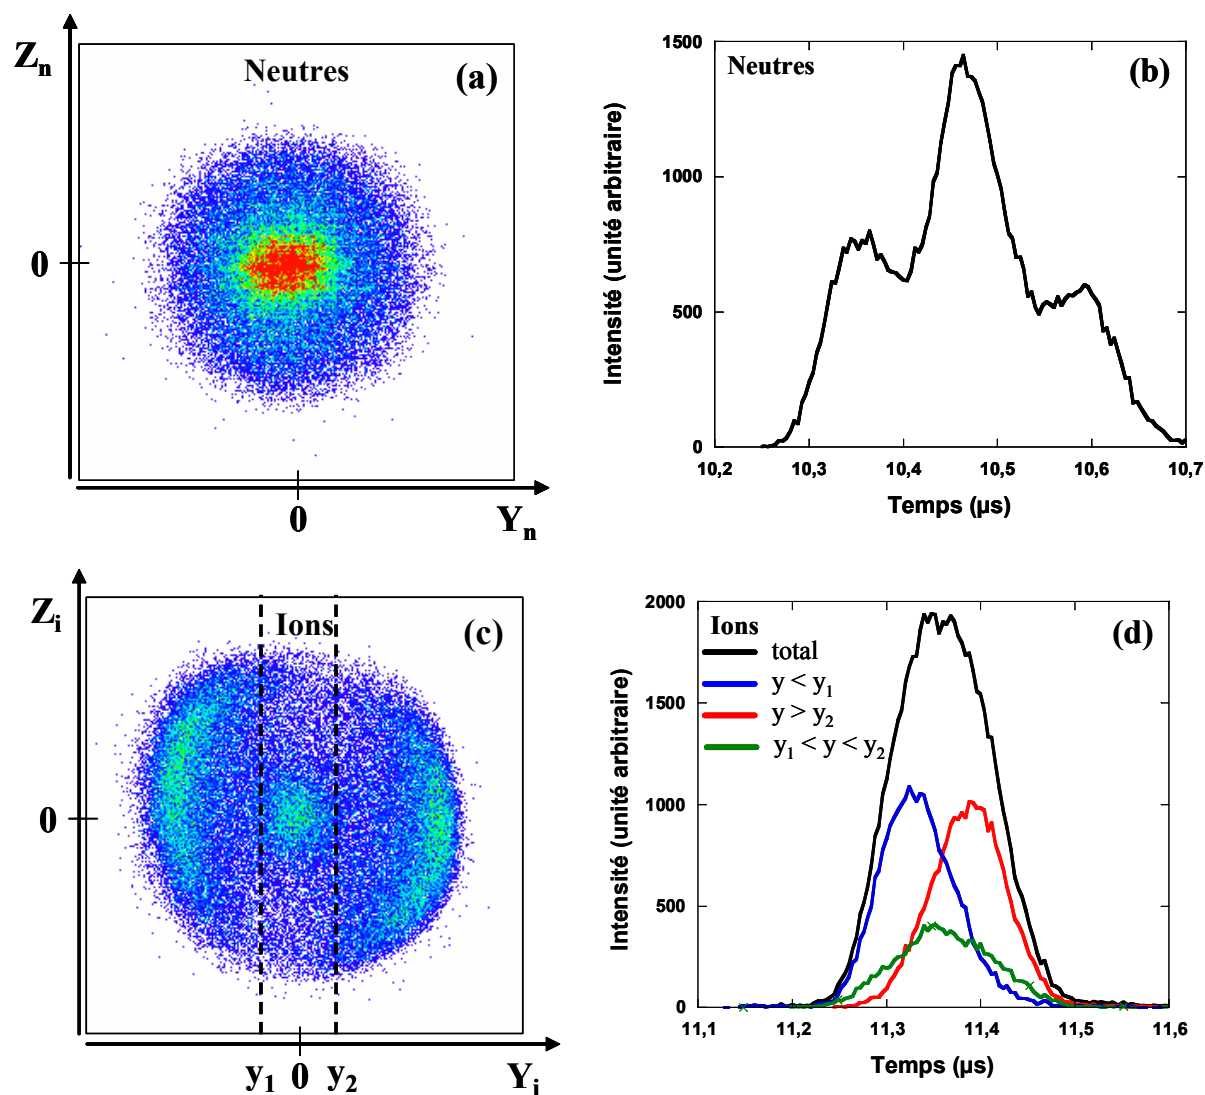 Zn
Neutres
(a)
0
0
Yn
Neutres
(b)
1500
1000
500
0
Intensité (unité arbitraire)
10,2 10,3 10,4 10,5 10,6 10,7
Temps (µs)
Zi
Ions
(c)
0
y1 0 y2
Yi
Ions
(d)
total
y < y1
y > y2
y1 < y < y2
2000
1500
1000
500
0
Intensité (unité arbitraire)
11,1 11,2 11,3 11,4 11,5 11,6
Temps (µs)